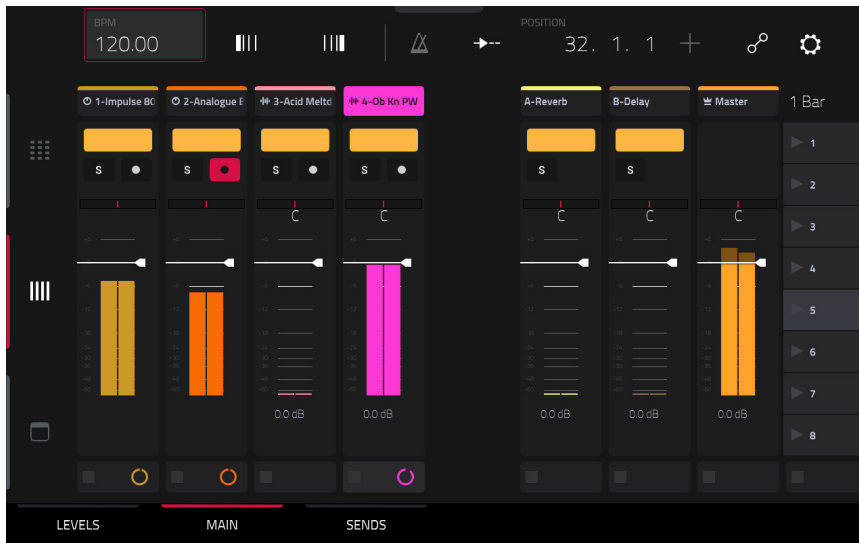 BPM
120.00
POSITION
32. 1. 1
1-Impulse 80
2-Analogue E
3-Acid Meltd
4-Ob Kn PW
A-Reverb
B-Delay
Master
1 Bar
S
S
S
S
S
S
1
2
3
4
5
6
7
8
C
C
C
C
C
0.0 dB
0.0 dB
0.0 dB
0.0 dB
0.0 dB
LEVELS
MAIN
SENDS